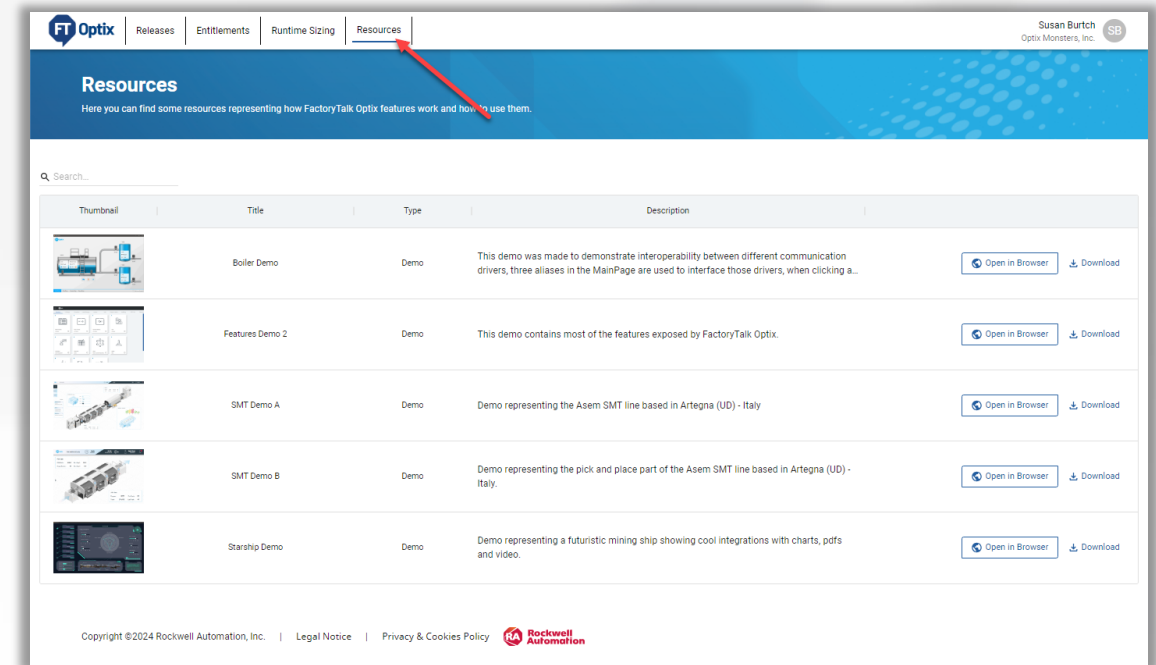 FT Optix Releases Entitlements Runtime Sizing Resources
Susan Burtch
Optix Monsters, Inc.
SB
Resources
Here you can find some resources representing how FactoryTalk Optix features work and how to use them.
Search...
Thumbnail Title Type Description
Boiler Demo Demo This demo was made to demonstrate interoperability between different communication
drivers, three aliases in the MainPage are used to interface those drivers, when clicking a... Open in Browser Download
Features Demo 2 Demo This demo contains most of the features exposed by FactoryTalk Optix. Open in Browser Download
SMT Demo A Demo Demo representing the Asem SMT line based in Artegna (UD) - Italy Open in Browser Download
SMT Demo B Demo Demo representing the pick and place part of the Asem SMT line based in Artegna (UD) -
Italy. Open in Browser Download
Starship Demo Demo Demo representing a futuristic mining ship showing cool integrations with charts, pdfs
and video. Open in Browser Download
Copyright ©2024 Rockwell Automation, Inc. | Legal Notice | Privacy & Cookies Policy RA Rockwell
Automation